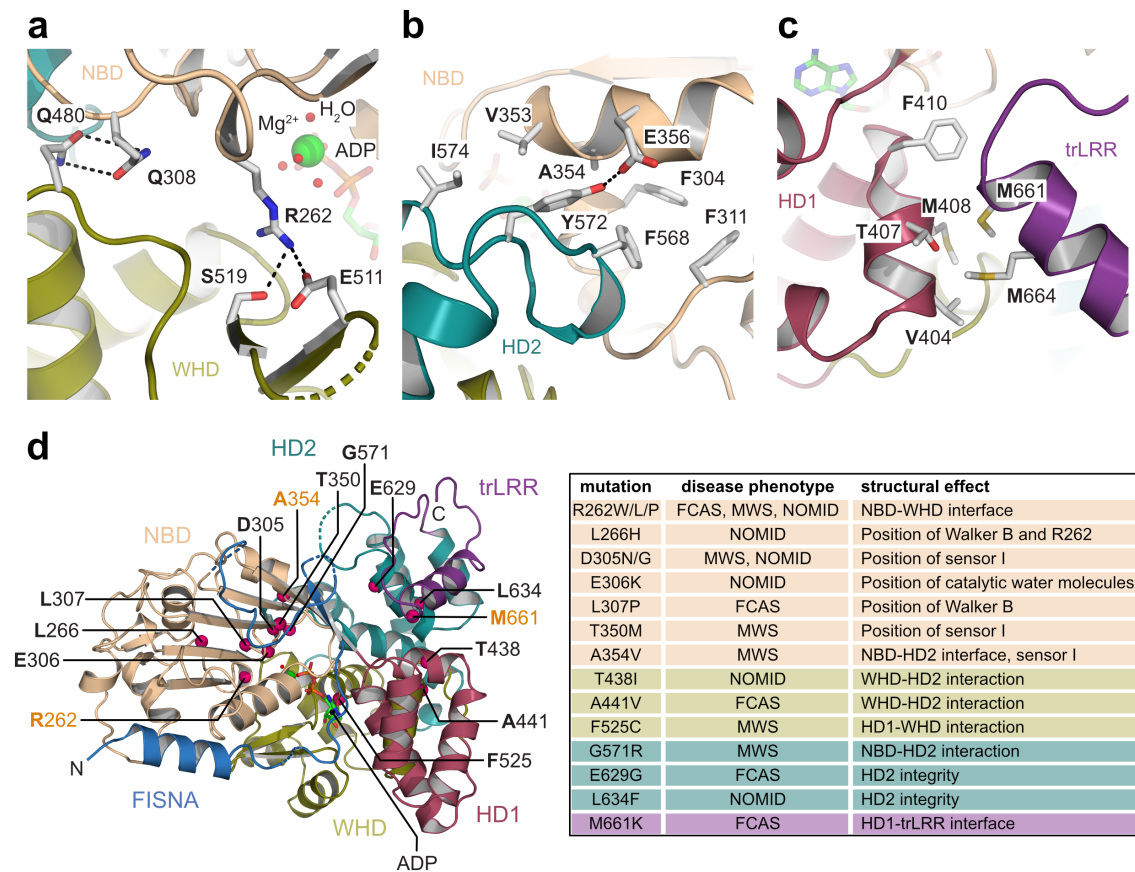 a
NBD
Q480
Q308
Mg²⁺
H₂O
ADP
R262
S519
E511
WHD
b
NBD
V353
E356
I574
A354
F304
Y572
F311
F568
HD2
c
F410
trLRR
HD1
M661
M408
T407
M664
V404
d
G571
HD2
T350
A354
E629
trLRR
C
D305
NBD
L307
L634
L266
M661
E306
T438
R262
A441
N
F525
FISNA
WHD
HD1
ADP
mutation disease phenotype structural effect
R262W/L/P FCAS, MWS, NOMID NBD-WHD interface
L266H NOMID Position of Walker B and R262
D305N/G MWS, NOMID Position of sensor I
E306K NOMID Position of catalytic water molecules
L307P FCAS Position of Walker B
T350M MWS Position of sensor I
A354V MWS NBD-HD2 interface, sensor I
T438I NOMID WHD-HD2 interaction
A441V FCAS WHD-HD2 interaction
F525C MWS HD1-WHD interaction
G571R MWS NBD-HD2 interaction
E629G FCAS HD2 integrity
L634F NOMID HD2 integrity
M661K FCAS HD1-trLRR interface